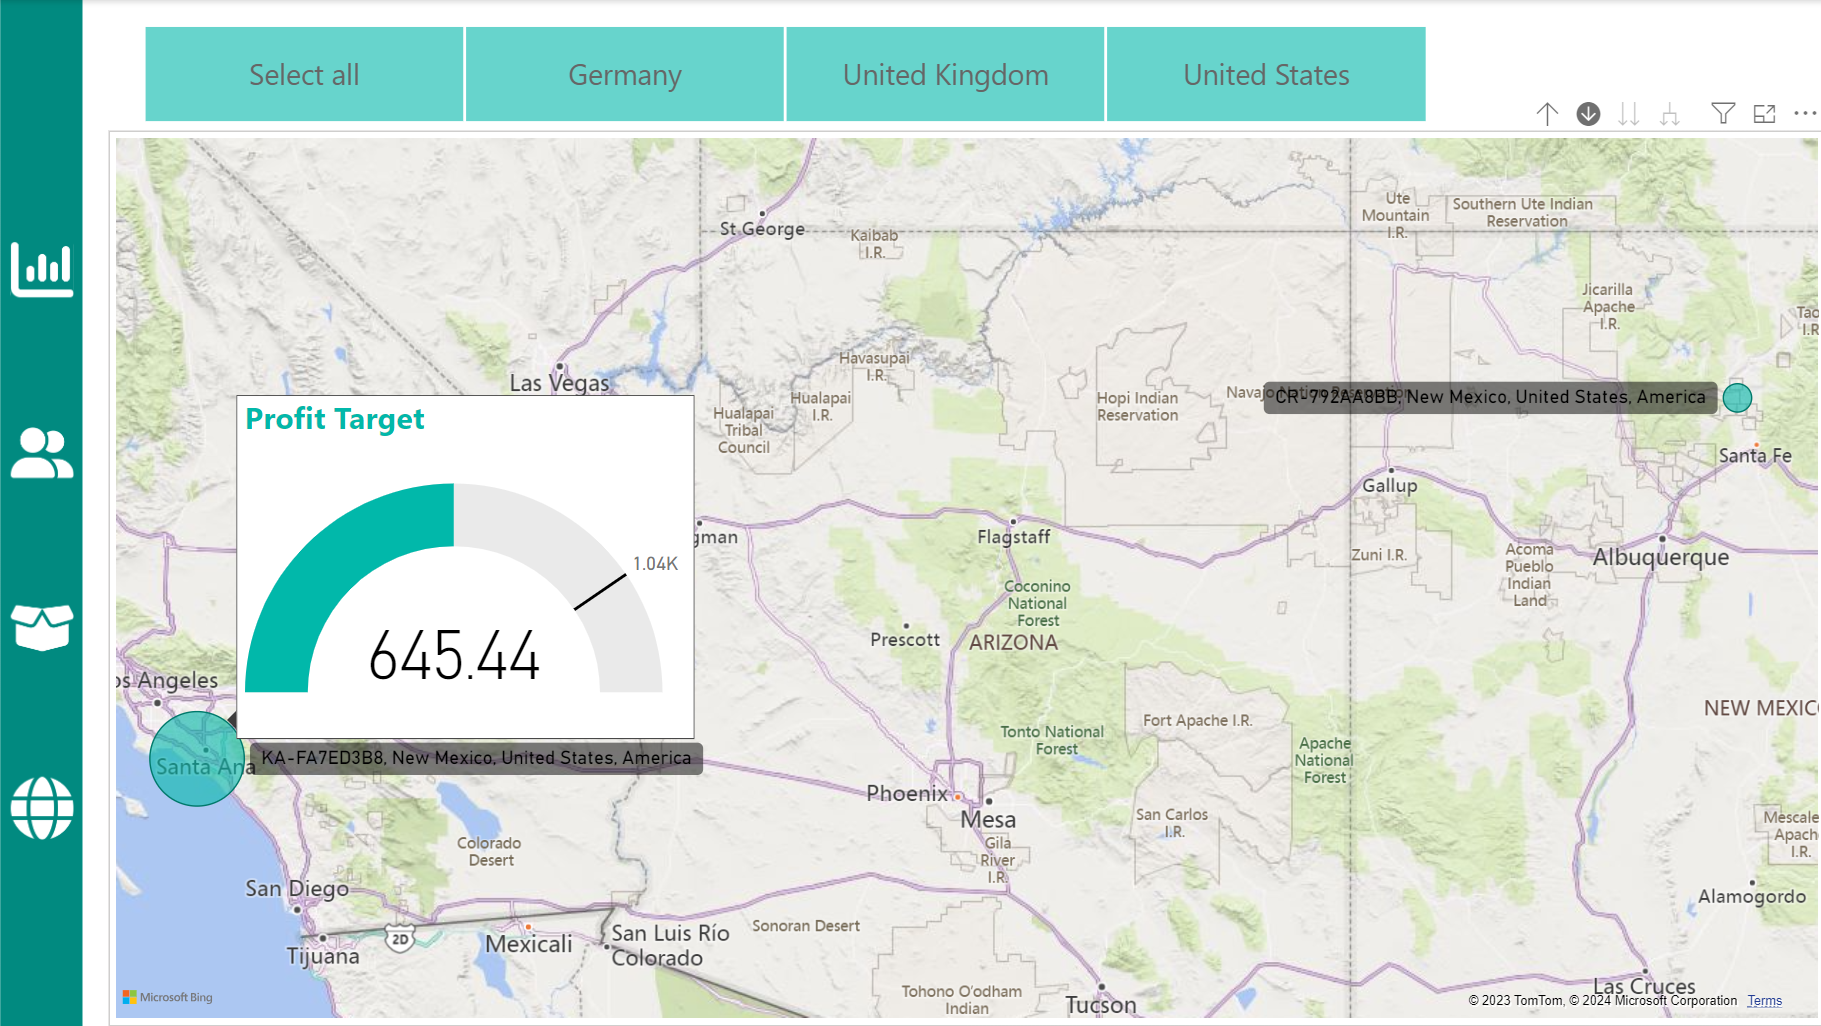 Select all
Germany
United Kingdom
United States
St George
Kaibab
I.R.
Ute
Mountain
I.R.
Southern Ute Indian
Reservation
Jicarilla
Apache
I.R.
Tao
I.R.
Las Vegas
Havasupai
I.R.
Hualapai
I.R.
Hualapai
Tribal
Council
Hopi Indian
Reservation
CR-792AA8BB, New Mexico, United States, America
Santa Fe
Profit Target
1.04K
645.44
gman
Flagstaff
Gallup
Zuni I.R.
Acoma
Pueblo
Indian
Land
Albuquerque
Coconino
National
Forest
Prescott
ARIZONA
os Angeles
Santa Ana
KA-FA7ED3B8, New Mexico, United States, America
Fort Apache I.R.
Tonto National
Forest
Apache
National
Forest
NEW MEXIC
Phoenix
Mesa
Gila
River
I.R.
San Carlos
I.R.
Mescale
Apach
I.R.
Colorado
Desert
San Diego
Tijuana
2D
Mexicali
San Luis Río
Colorado
Sonoran Desert
Alamogordo
Tohono O'odham
Indian
Tucson
Las Cruces
Microsoft Bing
© 2023 TomTom, © 2024 Microsoft Corporation Terms